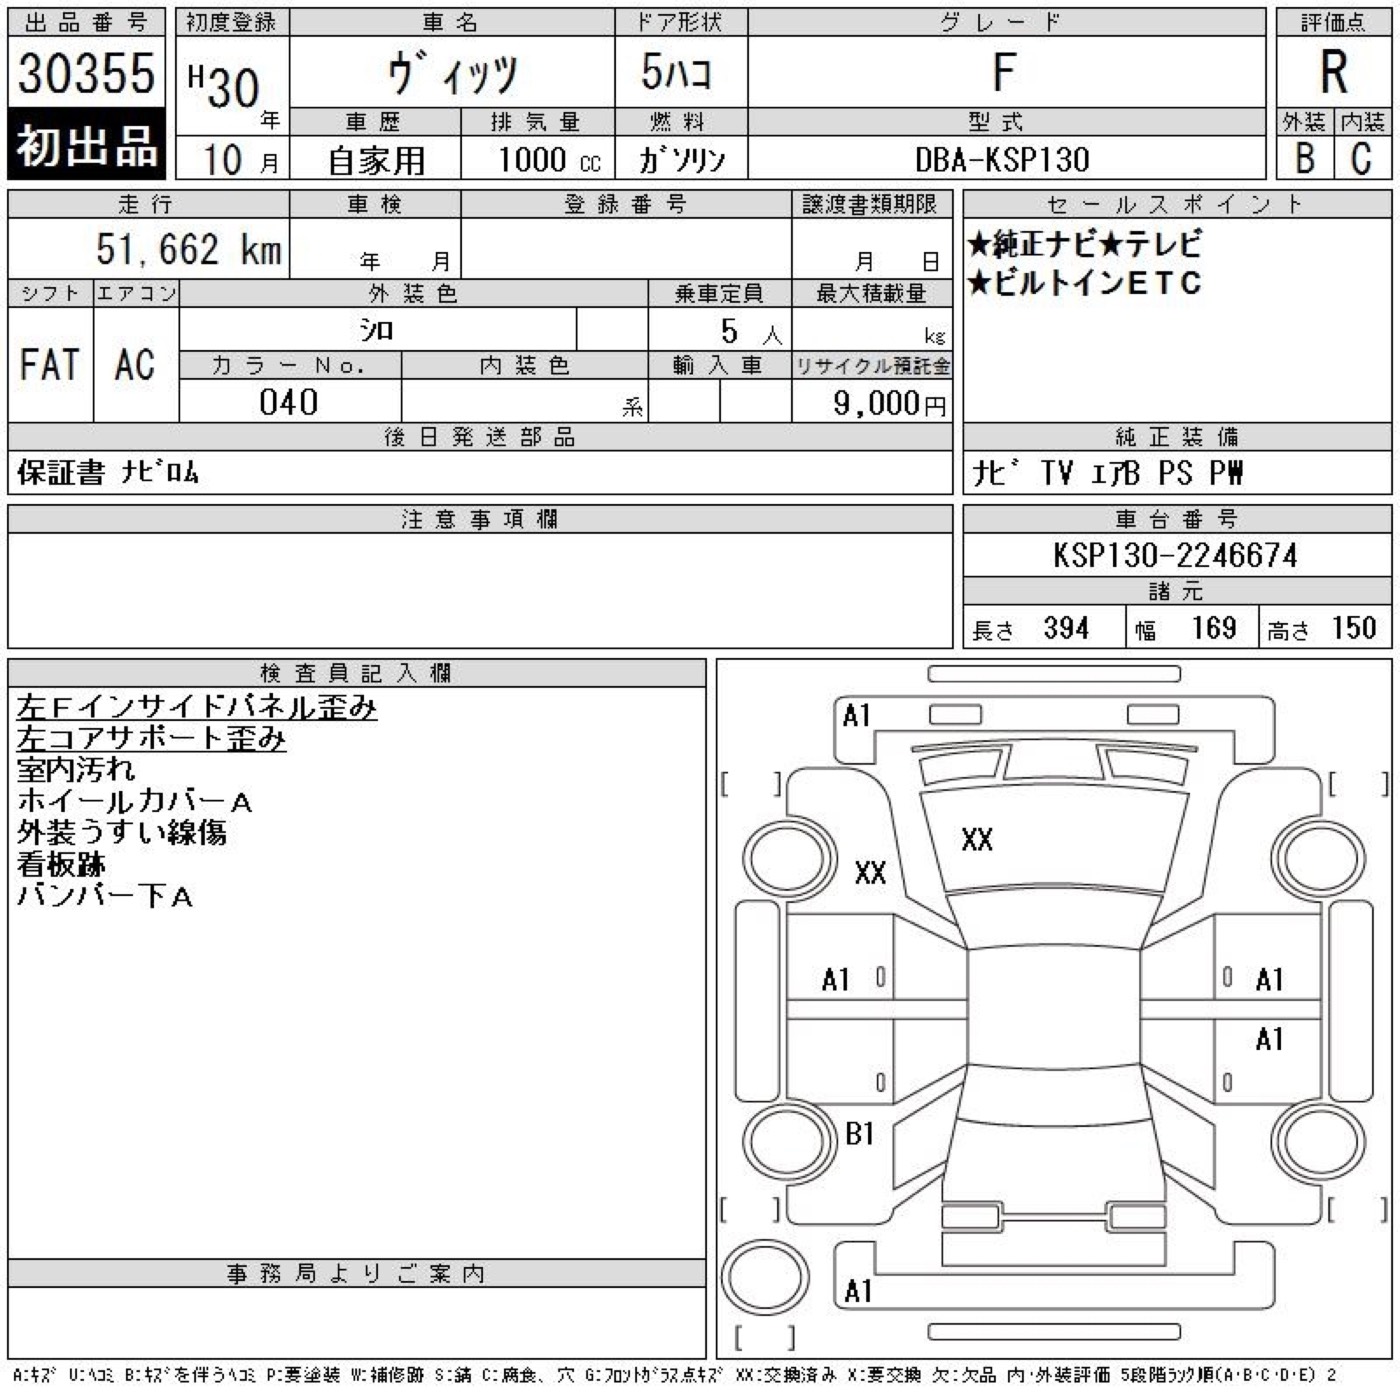 出品番号 初度登録 車名 ドア形状 グレード 評価点
30355 H30年 ヴィッツ 5ハコ F R
初出品 車歴 排気量 燃料 型式 外装 内装
10月 自家用 1000 cc ガソリン DBA-KSP130 B C
走行 車検 登録番号 譲渡書類期限 セールスポイント
51,662 km 年 月 月 日 ★純正ナビ★テレビ
★ビルトインETC
シフト エアコン 外装色 乗車定員 最大積載量
FAT AC シロ 5 人 kg
カラーNo. 内装色 輸入車 リサイクル預託金
040 系 9,000円
後日発送部品 純正装備
保証書 ナビロム ナビ TV エアB PS PW
注意事項欄 車台番号
KSP130-2246674
諸元
長さ 394 幅 169 高さ 150
検査員記入欄
左Fインサイドパネル歪み
左コアサポート歪み
室内汚れ
ホイールカバーA
外装うすい線傷
看板跡
バンパー下A
A1
[ ] [ ]
XX
XX
A1 A1
A1
B1
[ ] [ ]
A1
[ ]
事務局よりご案内
A:キズ U:ヘコミ B:キズを伴うヘコミ P:要塗装 W:補修跡 S:錆 C:腐食、穴 G:フロントガラス点キズ XX:交換済み X:要交換 欠:欠品 内・外装評価 5段階ランク順(A・B・C・D・E) 2